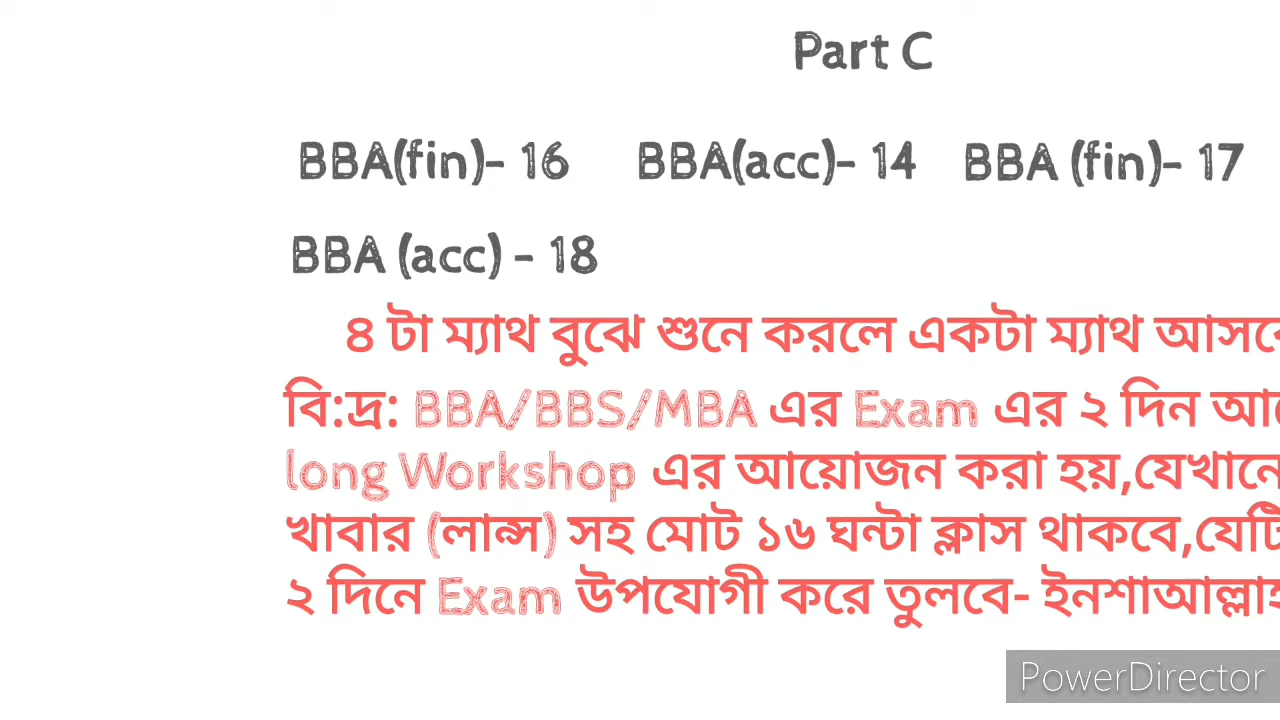 Part C
BBA(fin)- 16 BBA(acc)- 14 BBA (fin)- 17
BBA (acc) - 18
৪ টা ম্যাথ বুঝে শুনে করলে একটা ম্যাথ
বি:দ্র: BBA/BBS/MBA এর Exam এর ২ দিন
long Workshop এর আয়োজন করা হয়,যেখানে
খাবার (লান্স) সহ মোট ১৬ ঘন্টা ক্লাস থাকবে,যেটি
২ দিনে Exam উপযোগী করে তুলবে- ইনশাআল্লাহ
PowerDirector